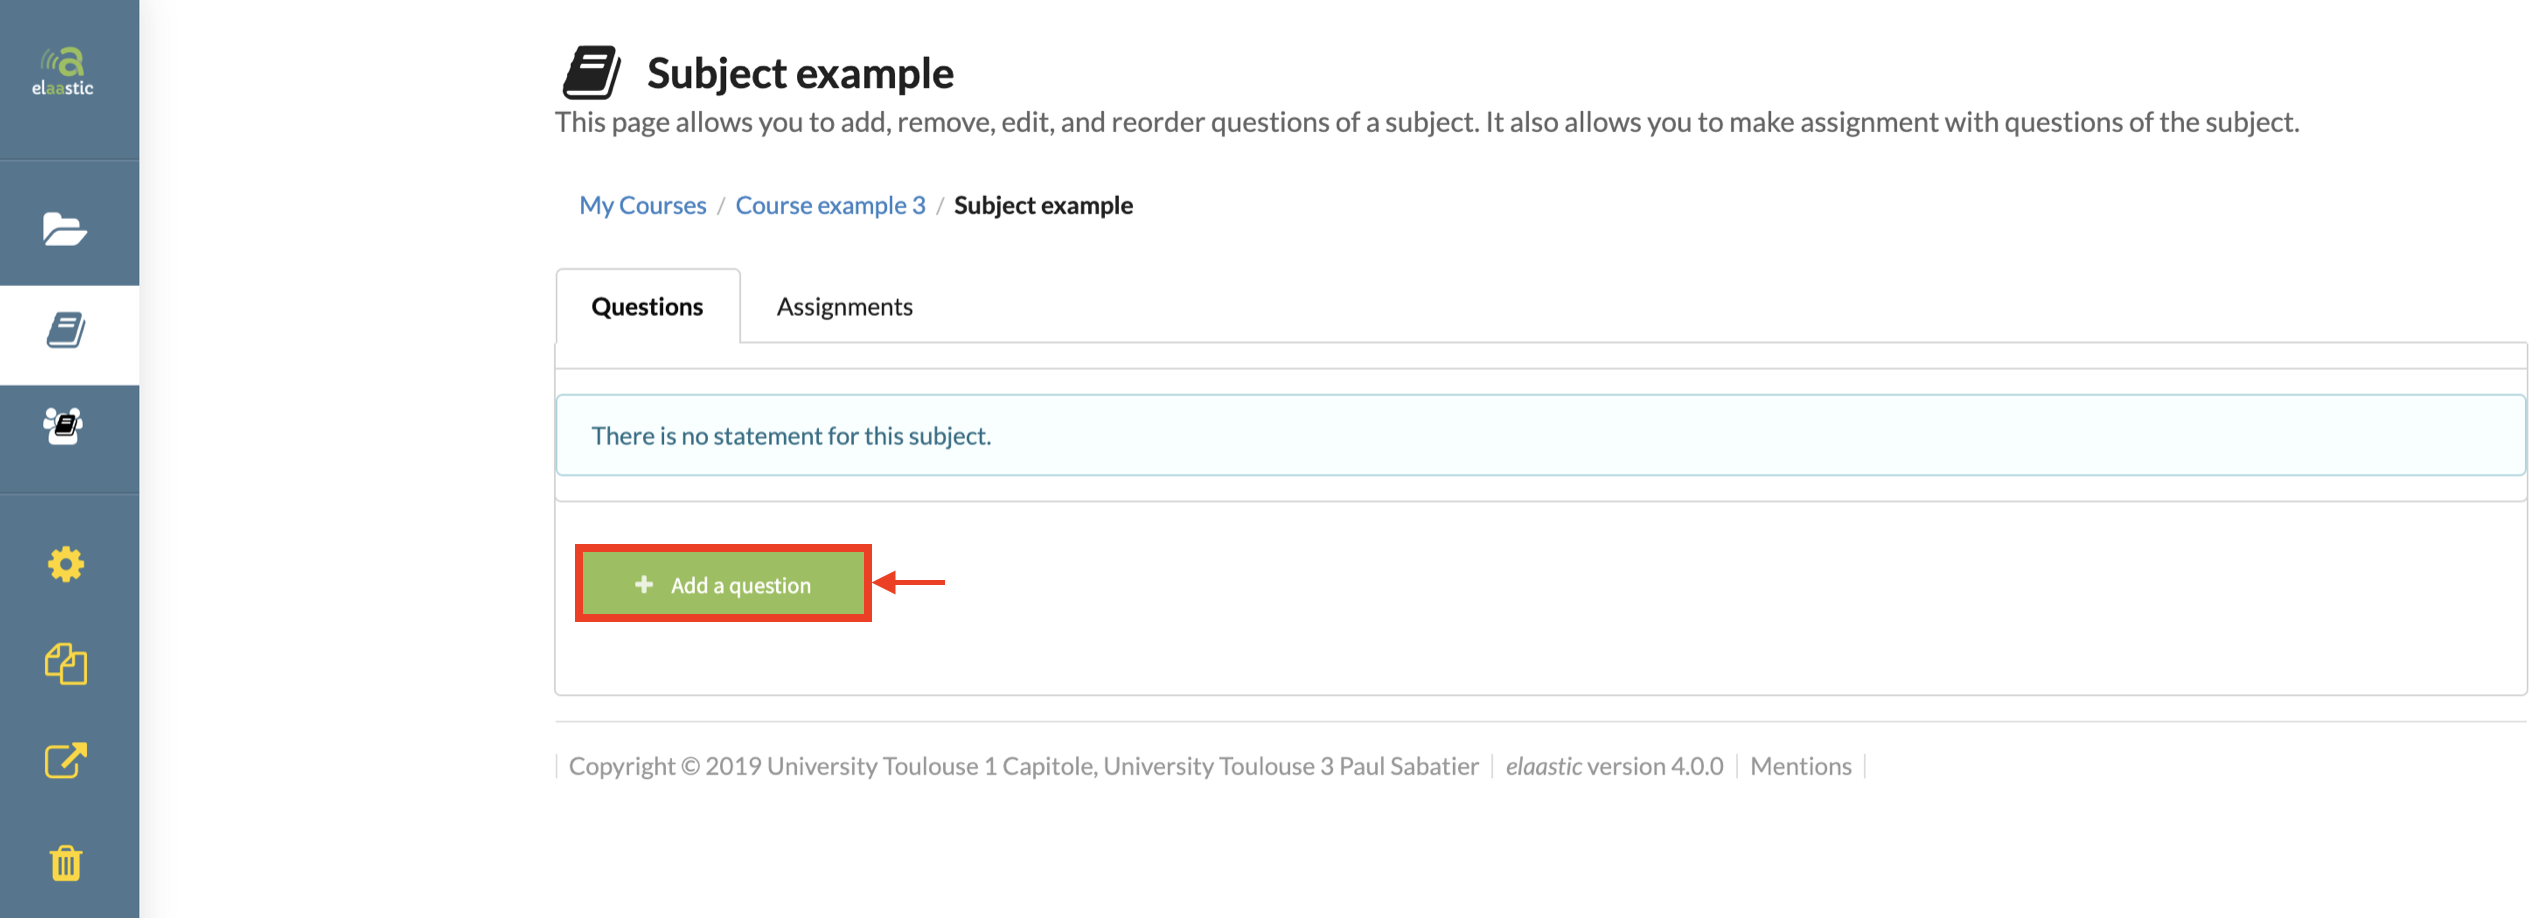 elaastic
Subject example
This page allows you to add, remove, edit, and reorder questions of a subject. It also allows you to make assignment with questions of the subject.
My Courses / Course example 3 / Subject example
Questions Assignments
There is no statement for this subject.
Add a question
Copyright © 2019 University Toulouse 1 Capitole, University Toulouse 3 Paul Sabatier | elaastic version 4.0.0 | Mentions |